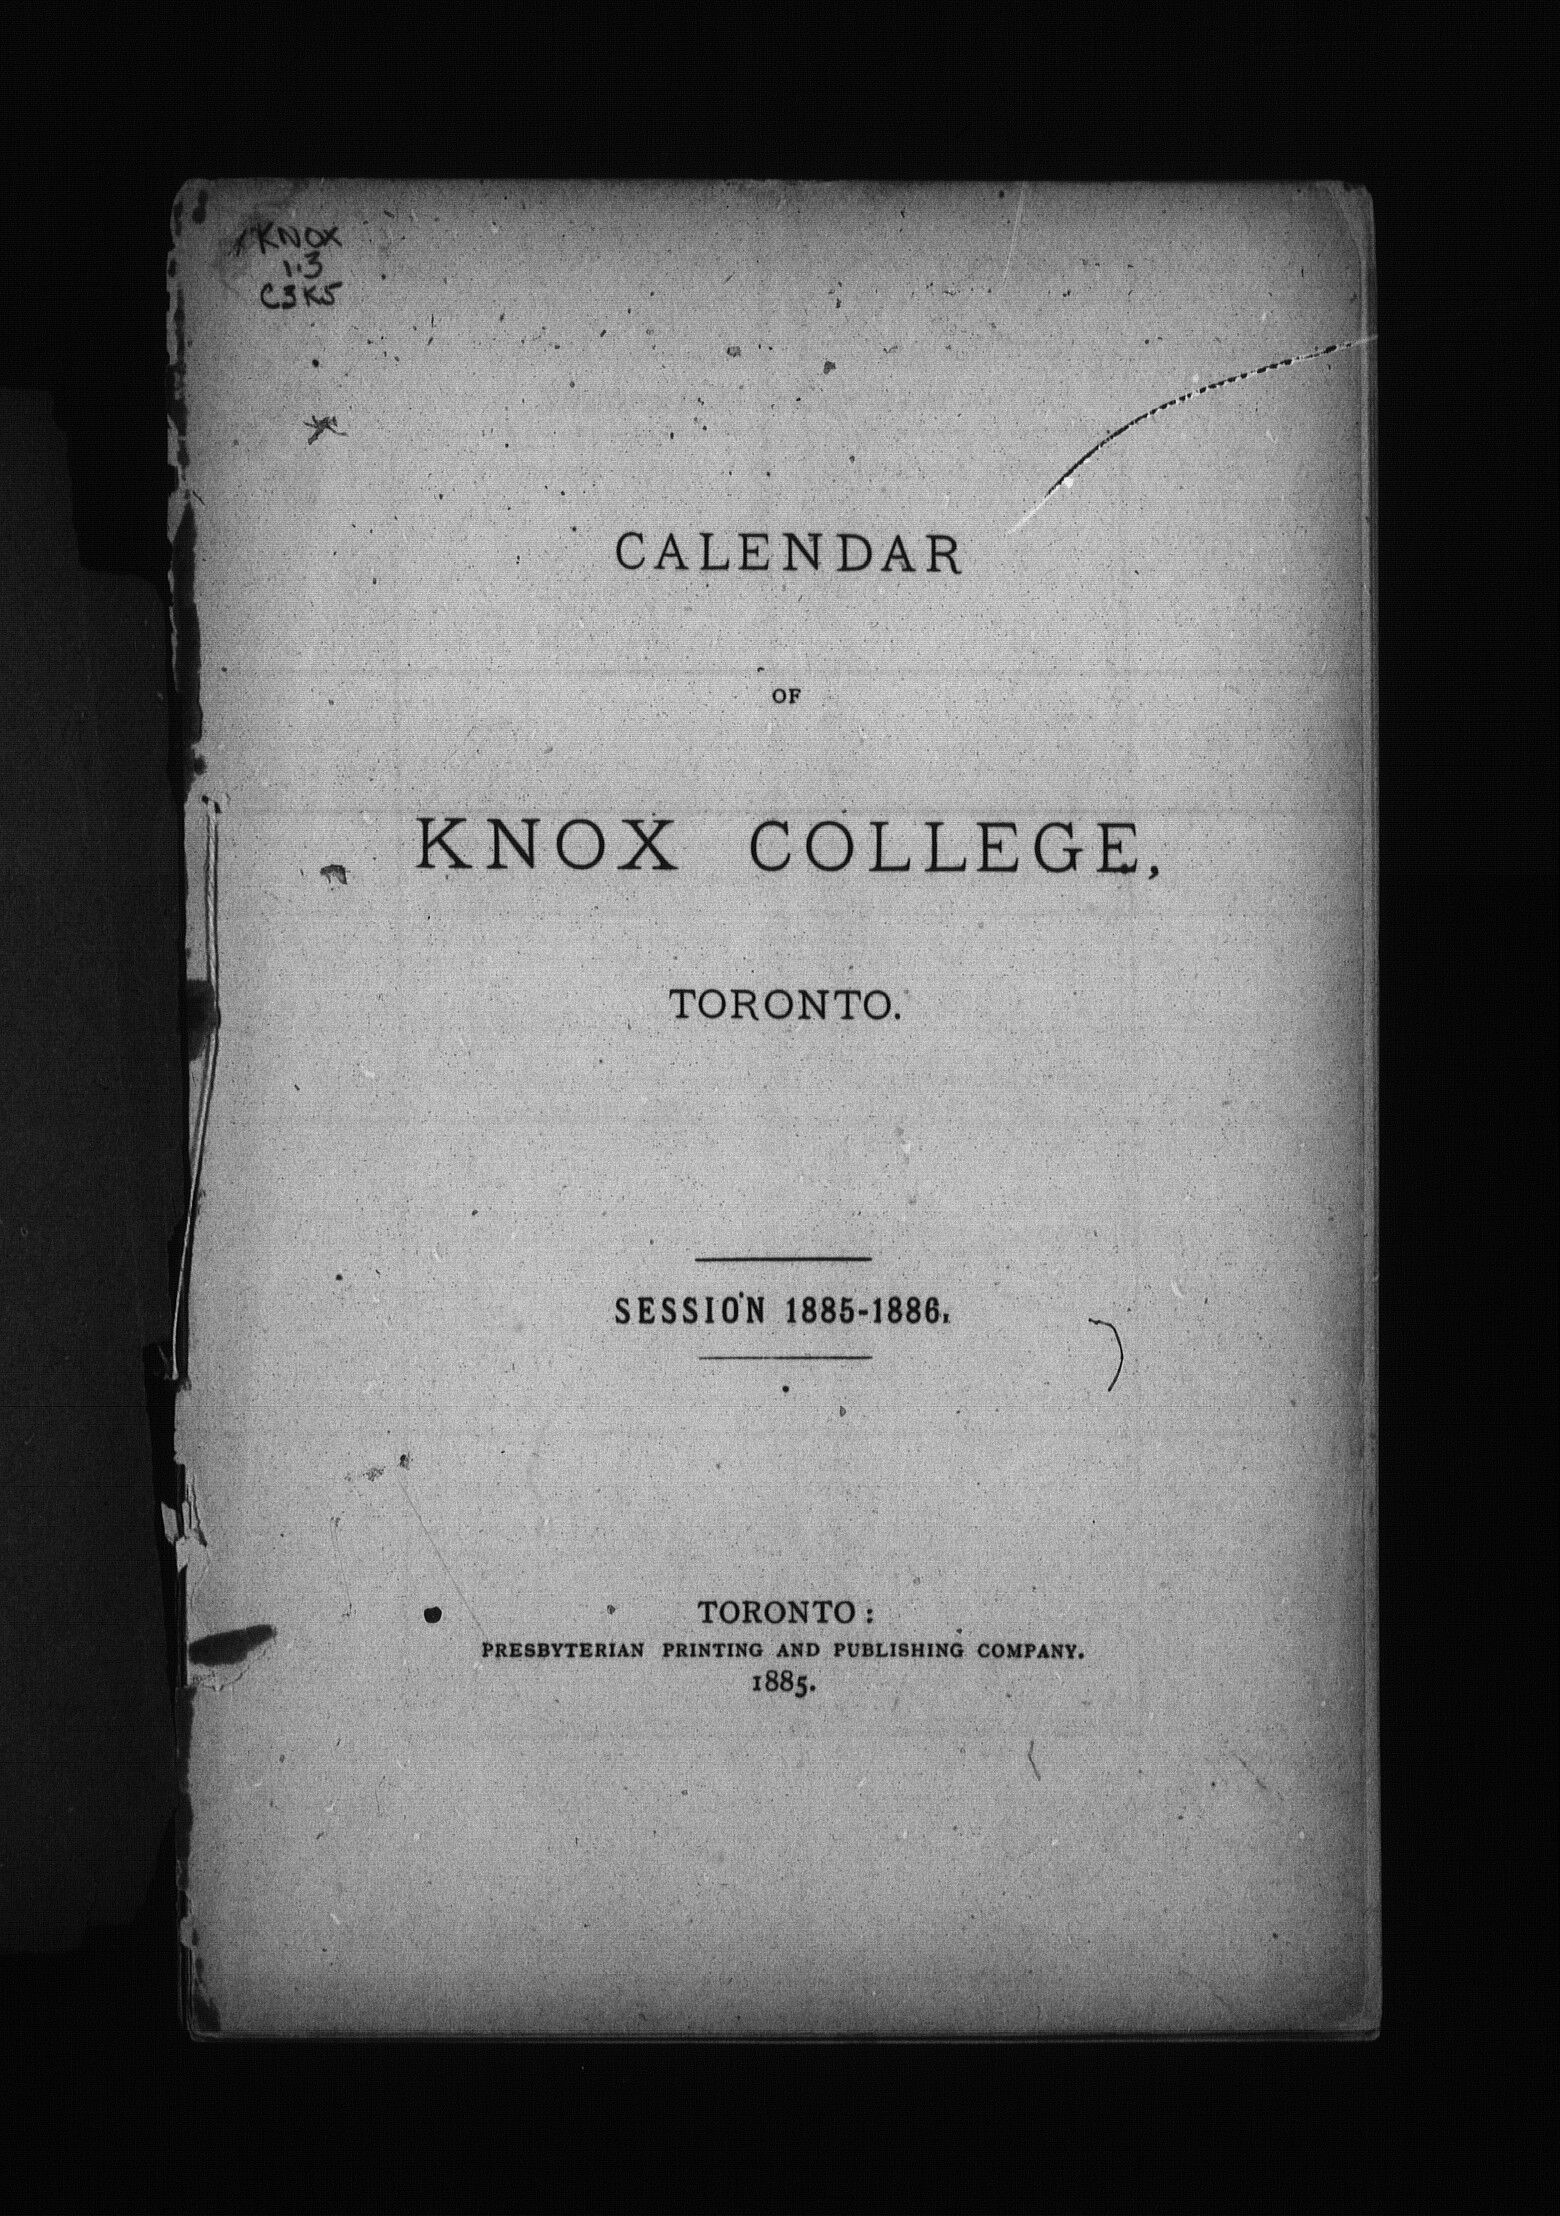 KNOX
1.3
C3K5
CALENDAR
OF
KNOX COLLEGE,
TORONTO.
SESSION 1885-1886.
TORONTO:
PRESBYTERIAN PRINTING AND PUBLISHING COMPANY.
1885.